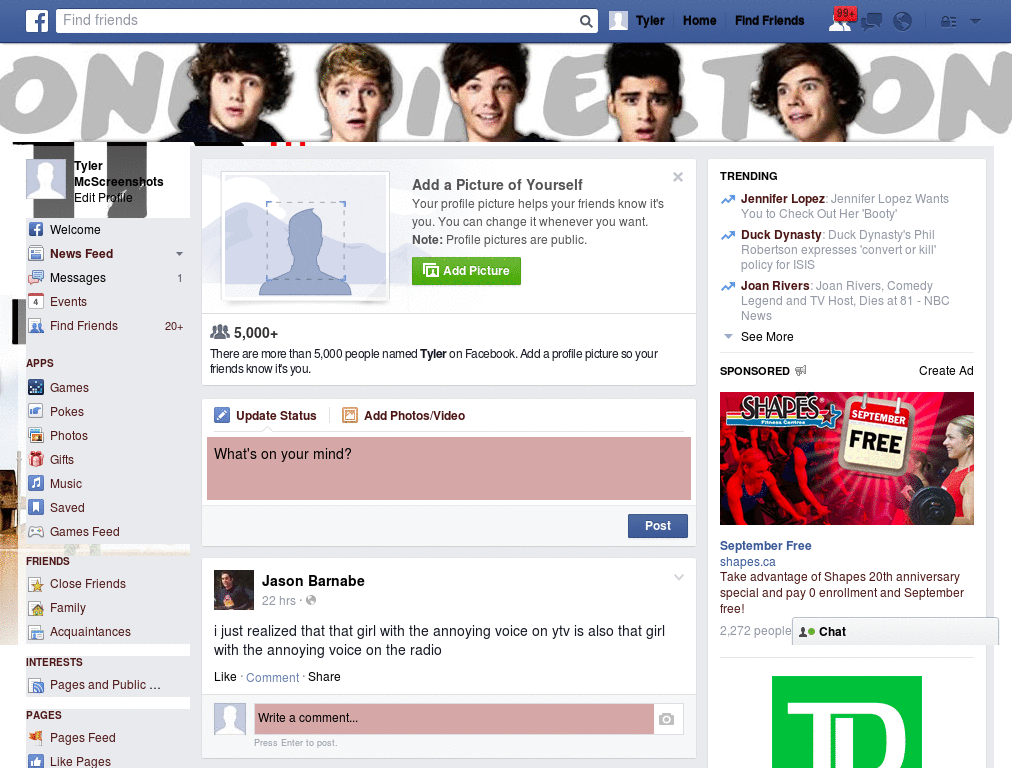 Find friends
Tyler
Home
Find Friends
99+
ONE DIRECTION
Tyler
McScreenshots
Edit Profile
Welcome
News Feed
Messages
1
4
Events
Find Friends
20+
APPS
Games
Pokes
Photos
Gifts
Music
Saved
Games Feed
FRIENDS
Close Friends
Family
Acquaintances
INTERESTS
Pages and Public ...
PAGES
Pages Feed
Like Pages
Add a Picture of Yourself
Your profile picture helps your friends know it's
you. You can change it whenever you want.
Note: Profile pictures are public.
Add Picture
5,000+
There are more than 5,000 people named Tyler on Facebook. Add a profile picture so your
friends know it's you.
Update Status
Add Photos/Video
What's on your mind?
Post
Jason Barnabe
22 hrs ·
i just realized that that girl with the annoying voice on ytv is also that girl
with the annoying voice on the radio
Like · Comment · Share
Write a comment...
Press Enter to post.
TRENDING
Jennifer Lopez: Jennifer Lopez Wants
You to Check Out Her 'Booty'
Duck Dynasty: Duck Dynasty's Phil
Robertson expresses 'convert or kill'
policy for ISIS
Joan Rivers: Joan Rivers, Comedy
Legend and TV Host, Dies at 81 - NBC
News
See More
SPONSORED
Create Ad
SHAPES
Fitness Centres
SEPTEMBER
FREE
September Free
shapes.ca
Take advantage of Shapes 20th anniversary
special and pay 0 enrollment and September
free!
2,272 people
Chat
TD